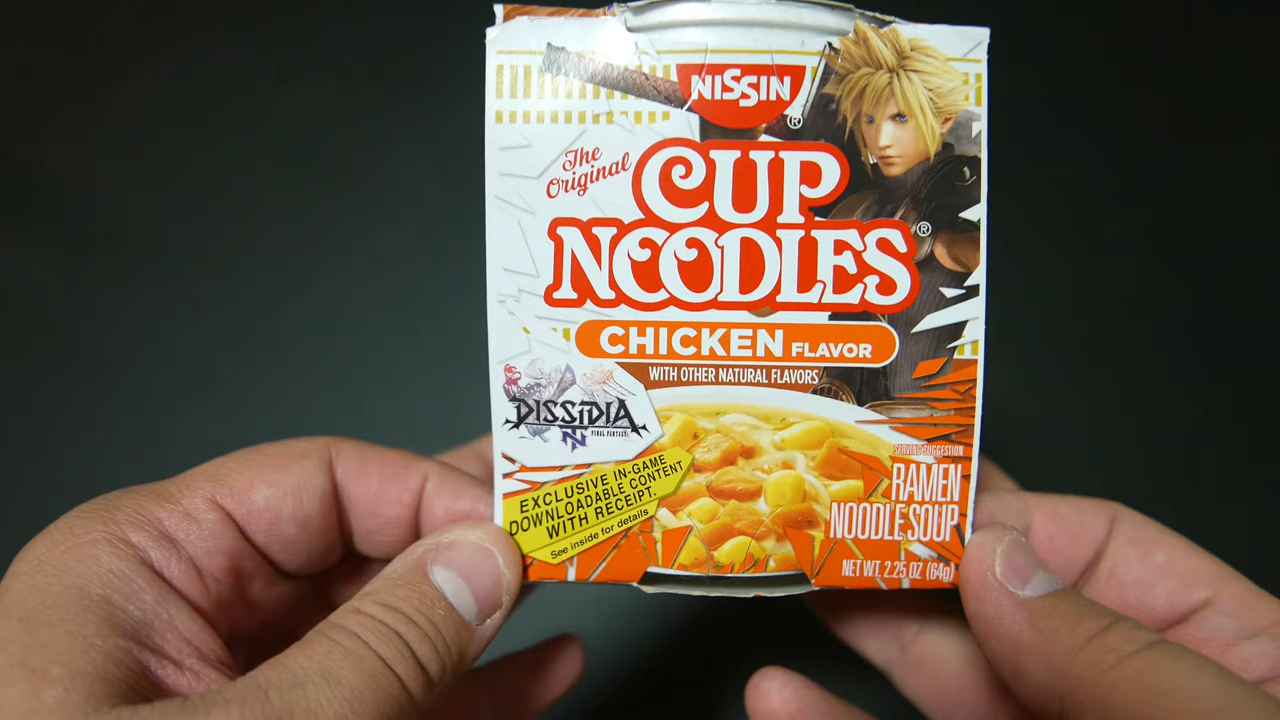 NISSIN
®
The
Original
CUP
NOODLES
®
CHICKEN FLAVOR
WITH OTHER NATURAL FLAVORS
DISSIDIA
NT
FINAL FANTASY
EXCLUSIVE IN-GAME
DOWNLOADABLE CONTENT
WITH RECEIPT.
See inside for details
SERVING SUGGESTION
RAMEN
NOODLE SOUP
NET WT. 2.25 OZ (64g)